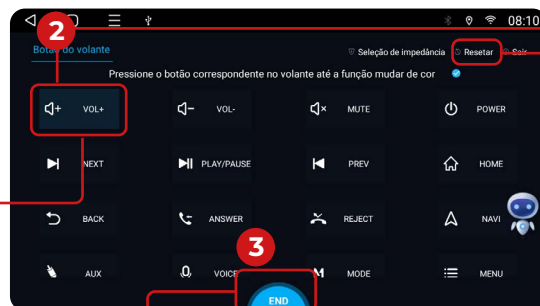 2
08:10
Botão do volante
Seleção de impedância
Resetar
Sair
Pressione o botão correspondente no volante até a função mudar de cor
VOL+
VOL-
MUTE
POWER
NEXT
PLAY/PAUSE
PREV
HOME
BACK
ANSWER
REJECT
NAVI
3
AUX
VOICE
MODE
MENU
END